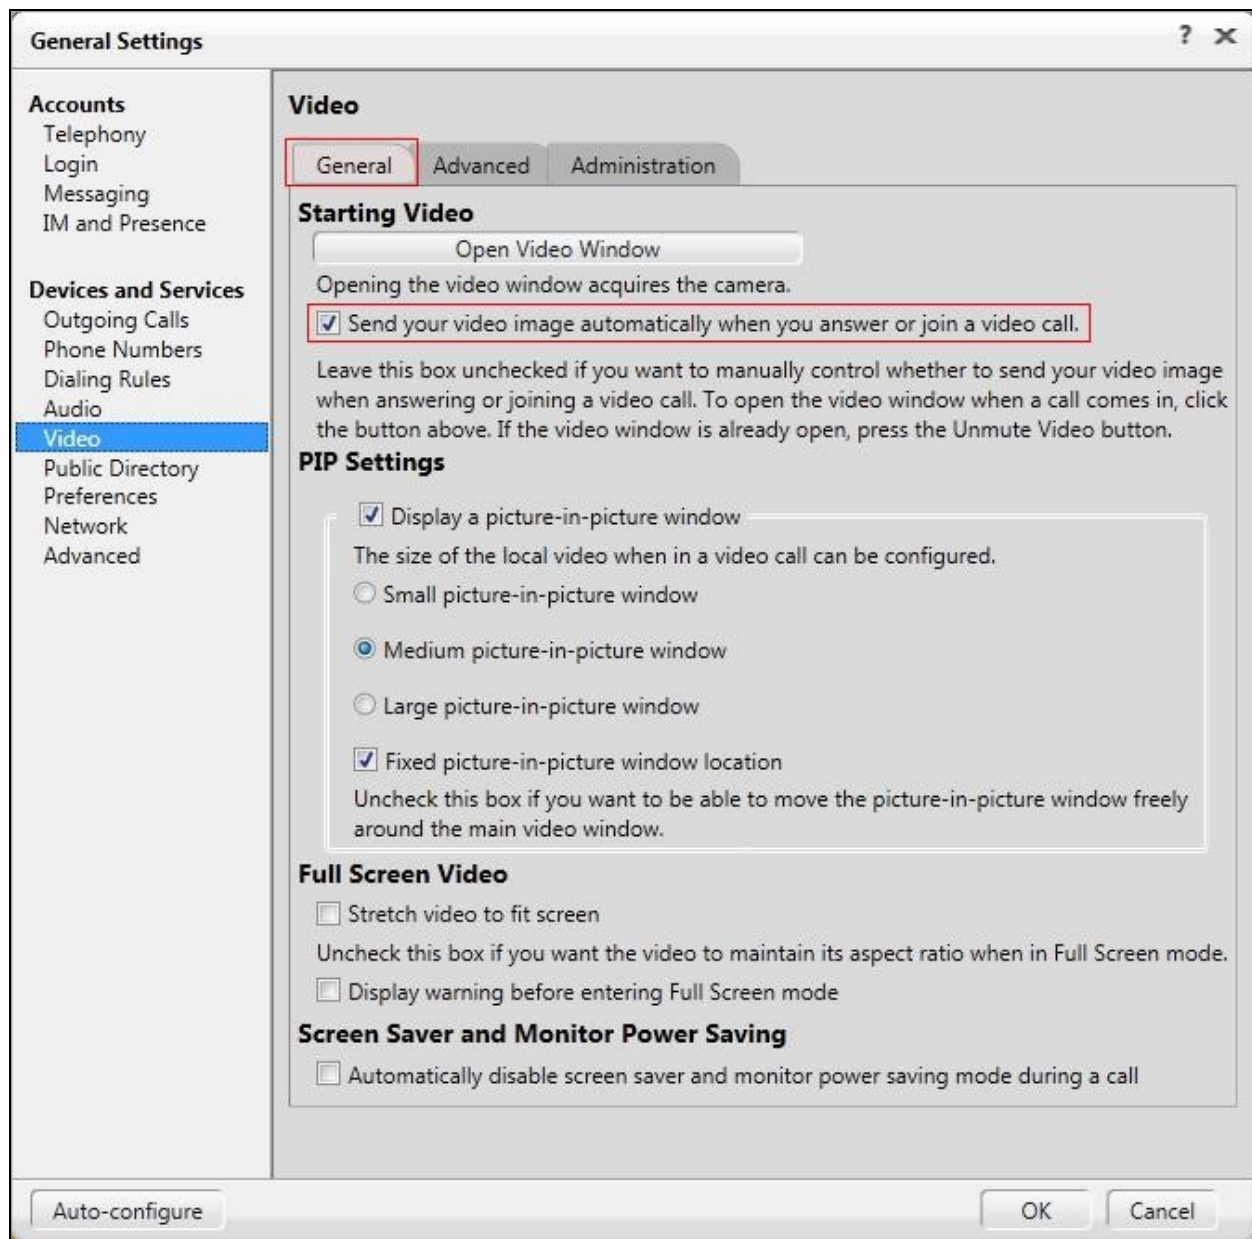 General Settings
?
Accounts
Telephony
Login
Messaging
IM and Presence
Devices and Services
Outgoing Calls
Phone Numbers
Dialing Rules
Audio
Video
Public Directory
Preferences
Network
Advanced
Video
General Advanced Administration
Starting Video
Open Video Window
Opening the video window acquires the camera.
Send your video image automatically when you answer or join a video call.
Leave this box unchecked if you want to manually control whether to send your video image
when answering or joining a video call. To open the video window when a call comes in, click
the button above. If the video window is already open, press the Unmute Video button.
PIP Settings
Display a picture-in-picture window
The size of the local video when in a video call can be configured.
Small picture-in-picture window
Medium picture-in-picture window
Large picture-in-picture window
Fixed picture-in-picture window location
Uncheck this box if you want to be able to move the picture-in-picture window freely
around the main video window.
Full Screen Video
Stretch video to fit screen
Uncheck this box if you want the video to maintain its aspect ratio when in Full Screen mode.
Display warning before entering Full Screen mode
Screen Saver and Monitor Power Saving
Automatically disable screen saver and monitor power saving mode during a call
Auto-configure
OK
Cancel